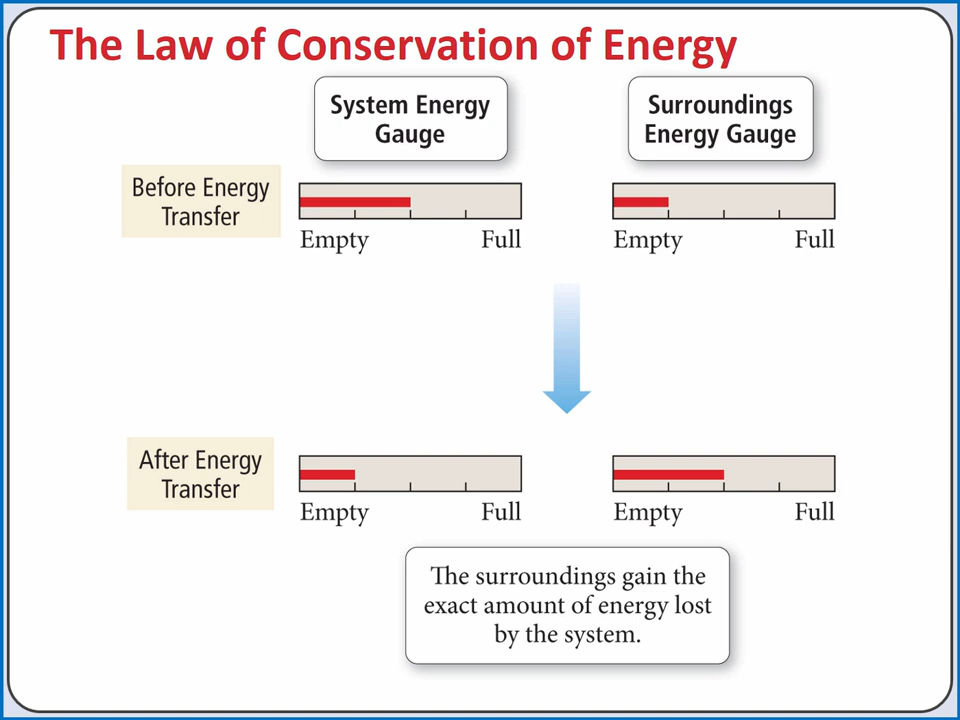 The Law of Conservation of Energy
System Energy
Gauge
Surroundings
Energy Gauge
Before Energy
Transfer
Empty Full
Empty Full
After Energy
Transfer
Empty Full
Empty Full
The surroundings gain the
exact amount of energy lost
by the system.